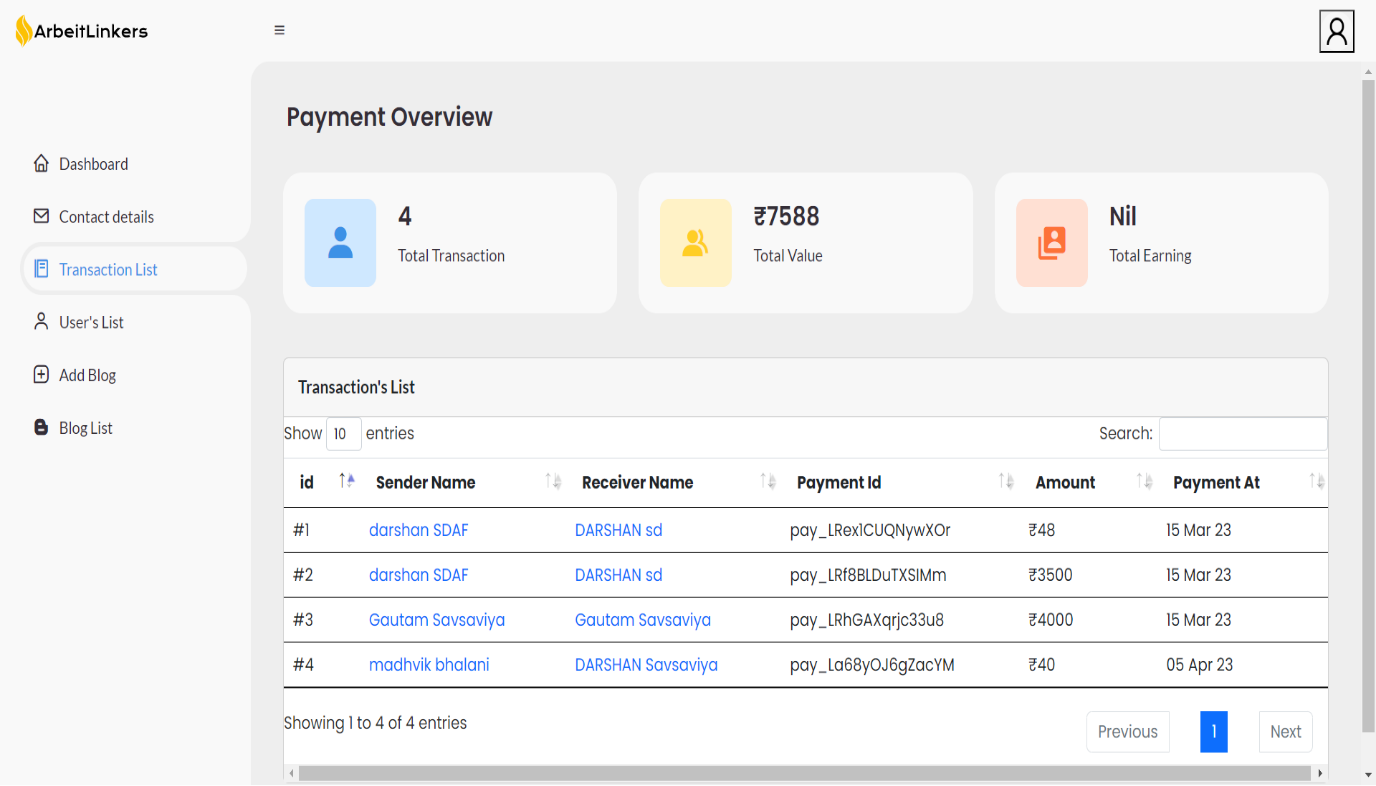 ArbeitLinkers
Payment Overview
Dashboard
Contact details
Transaction List
User's List
Add Blog
Blog List
4
Total Transaction
₹7588
Total Value
Nil
Total Earning
Transaction's List
Show 10 entries Search:
id Sender Name Receiver Name Payment Id Amount Payment At
#1 darshan SDAF DARSHAN sd pay_LRex1CUQNywXOr ₹48 15 Mar 23
#2 darshan SDAF DARSHAN sd pay_LRf8BLDuTXSIMm ₹3500 15 Mar 23
#3 Gautam Savsaviya Gautam Savsaviya pay_LRhGAXqrjc33u8 ₹4000 15 Mar 23
#4 madhvik bhalani DARSHAN Savsaviya pay_La68yOJ6gZacYM ₹40 05 Apr 23
Showing 1 to 4 of 4 entries Previous 1 Next